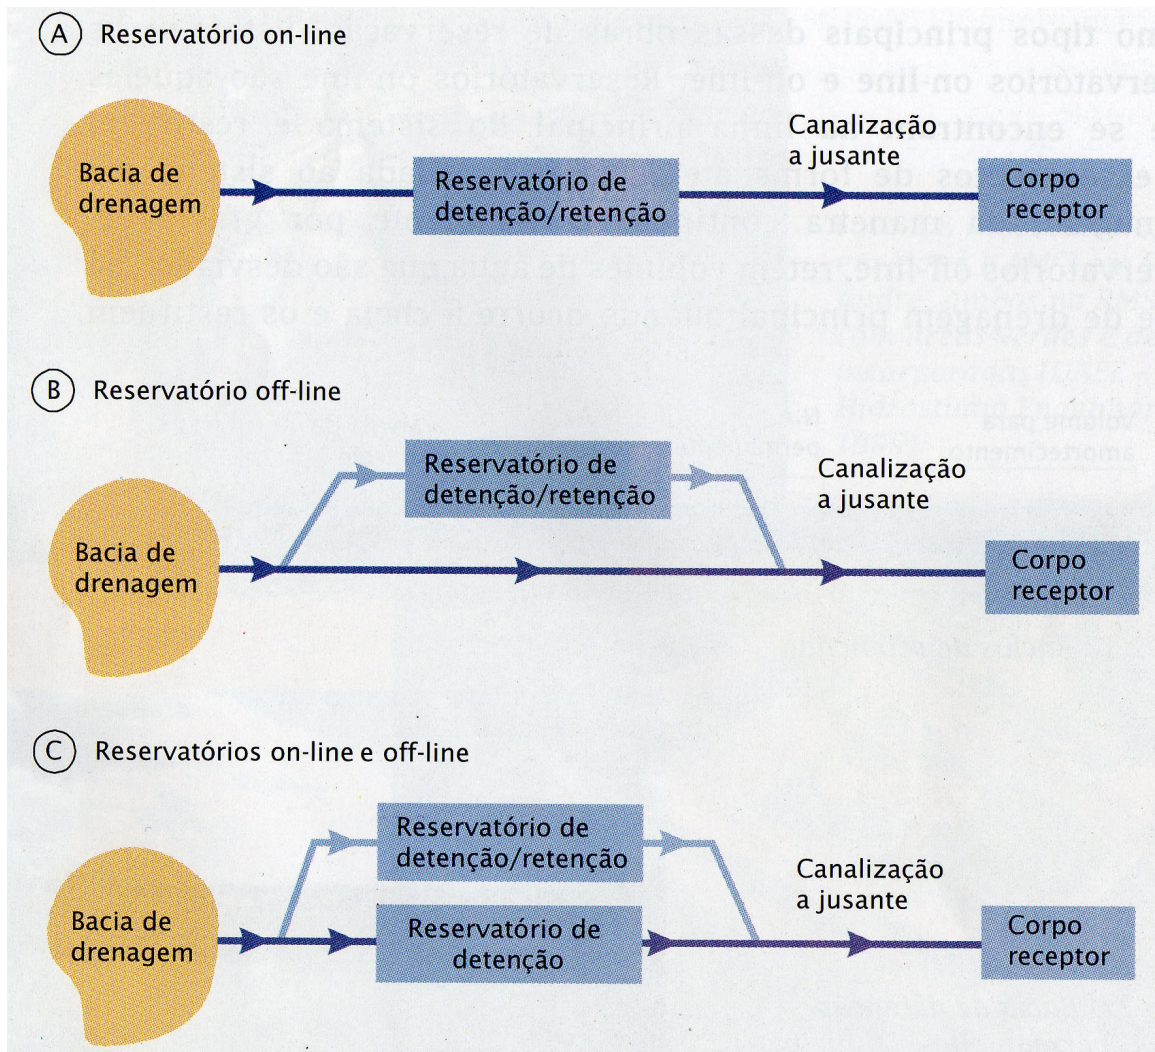 A Reservatório on-line
Bacia de
drenagem
Reservatório de
detenção/retenção
Canalização
a jusante
Corpo
receptor
B Reservatório off-line
Bacia de
drenagem
Reservatório de
detenção/retenção
Canalização
a jusante
Corpo
receptor
C Reservatórios on-line e off-line
Bacia de
drenagem
Reservatório de
detenção/retenção
Reservatório de
detenção
Canalização
a jusante
Corpo
receptor